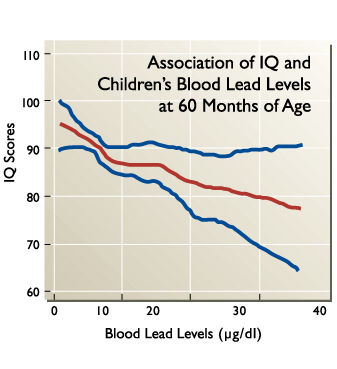 Association of IQ and
Children's Blood Lead Levels
at 60 Months of Age
IQ Scores
110
100
90
80
70
60
0 10 20 30 40
Blood Lead Levels (µg/dl)